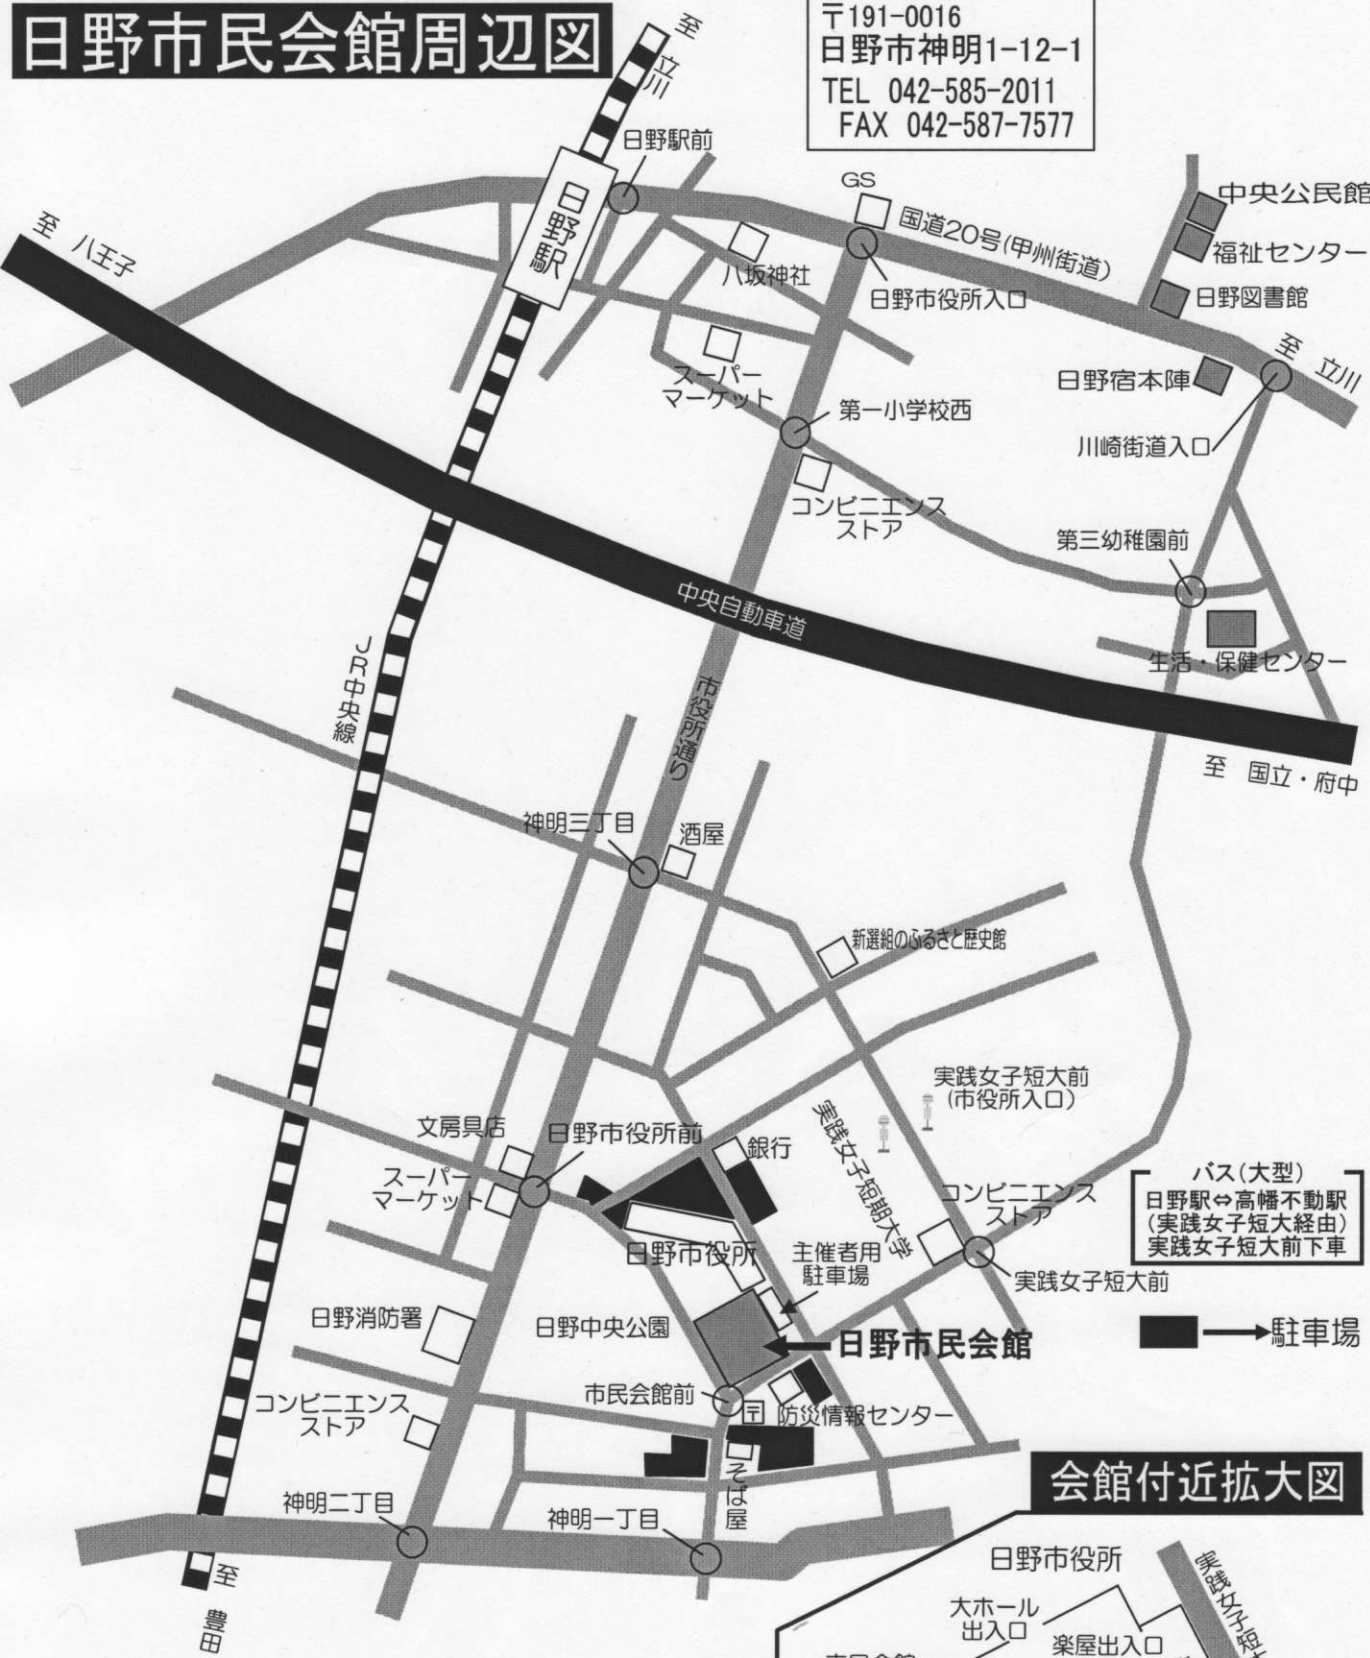 日野市民会館周辺図
〒191-0016
日野市神明1-12-1
TEL 042-585-2011
FAX 042-587-7577
至 立川
日野駅前
日野駅
GS
国道20号(甲州街道)
中央公民館
福祉センター
日野図書館
至 八王子
八坂神社
日野市役所入口
至 立川
日野宿本陣
スーパー
マーケット
第一小学校西
川崎街道入口
コンビニエンス
ストア
第三幼稚園前
中央自動車道
生活・保健センター
JR中央線
市役所通り
至 国立・府中
神明三丁目
酒屋
新選組のふるさと歴史館
実践女子短大前
(市役所入口)
文房具店
日野市役所前
銀行
実践女子短期大学
スーパー
マーケット
コンビニエンス
ストア
バス(大型)
日野駅⇔高幡不動駅
(実践女子短大経由)
実践女子短大前下車
日野市役所
主催者用
駐車場
実践女子短大前
日野消防署
日野中央公園
日野市民会館
駐車場
市民会館前
〒
防災情報センター
コンビニエンス
ストア
そば屋
会館付近拡大図
神明二丁目
神明一丁目
至 豊田
日野市役所
実践女子短
大ホール
出入口
楽屋出入口